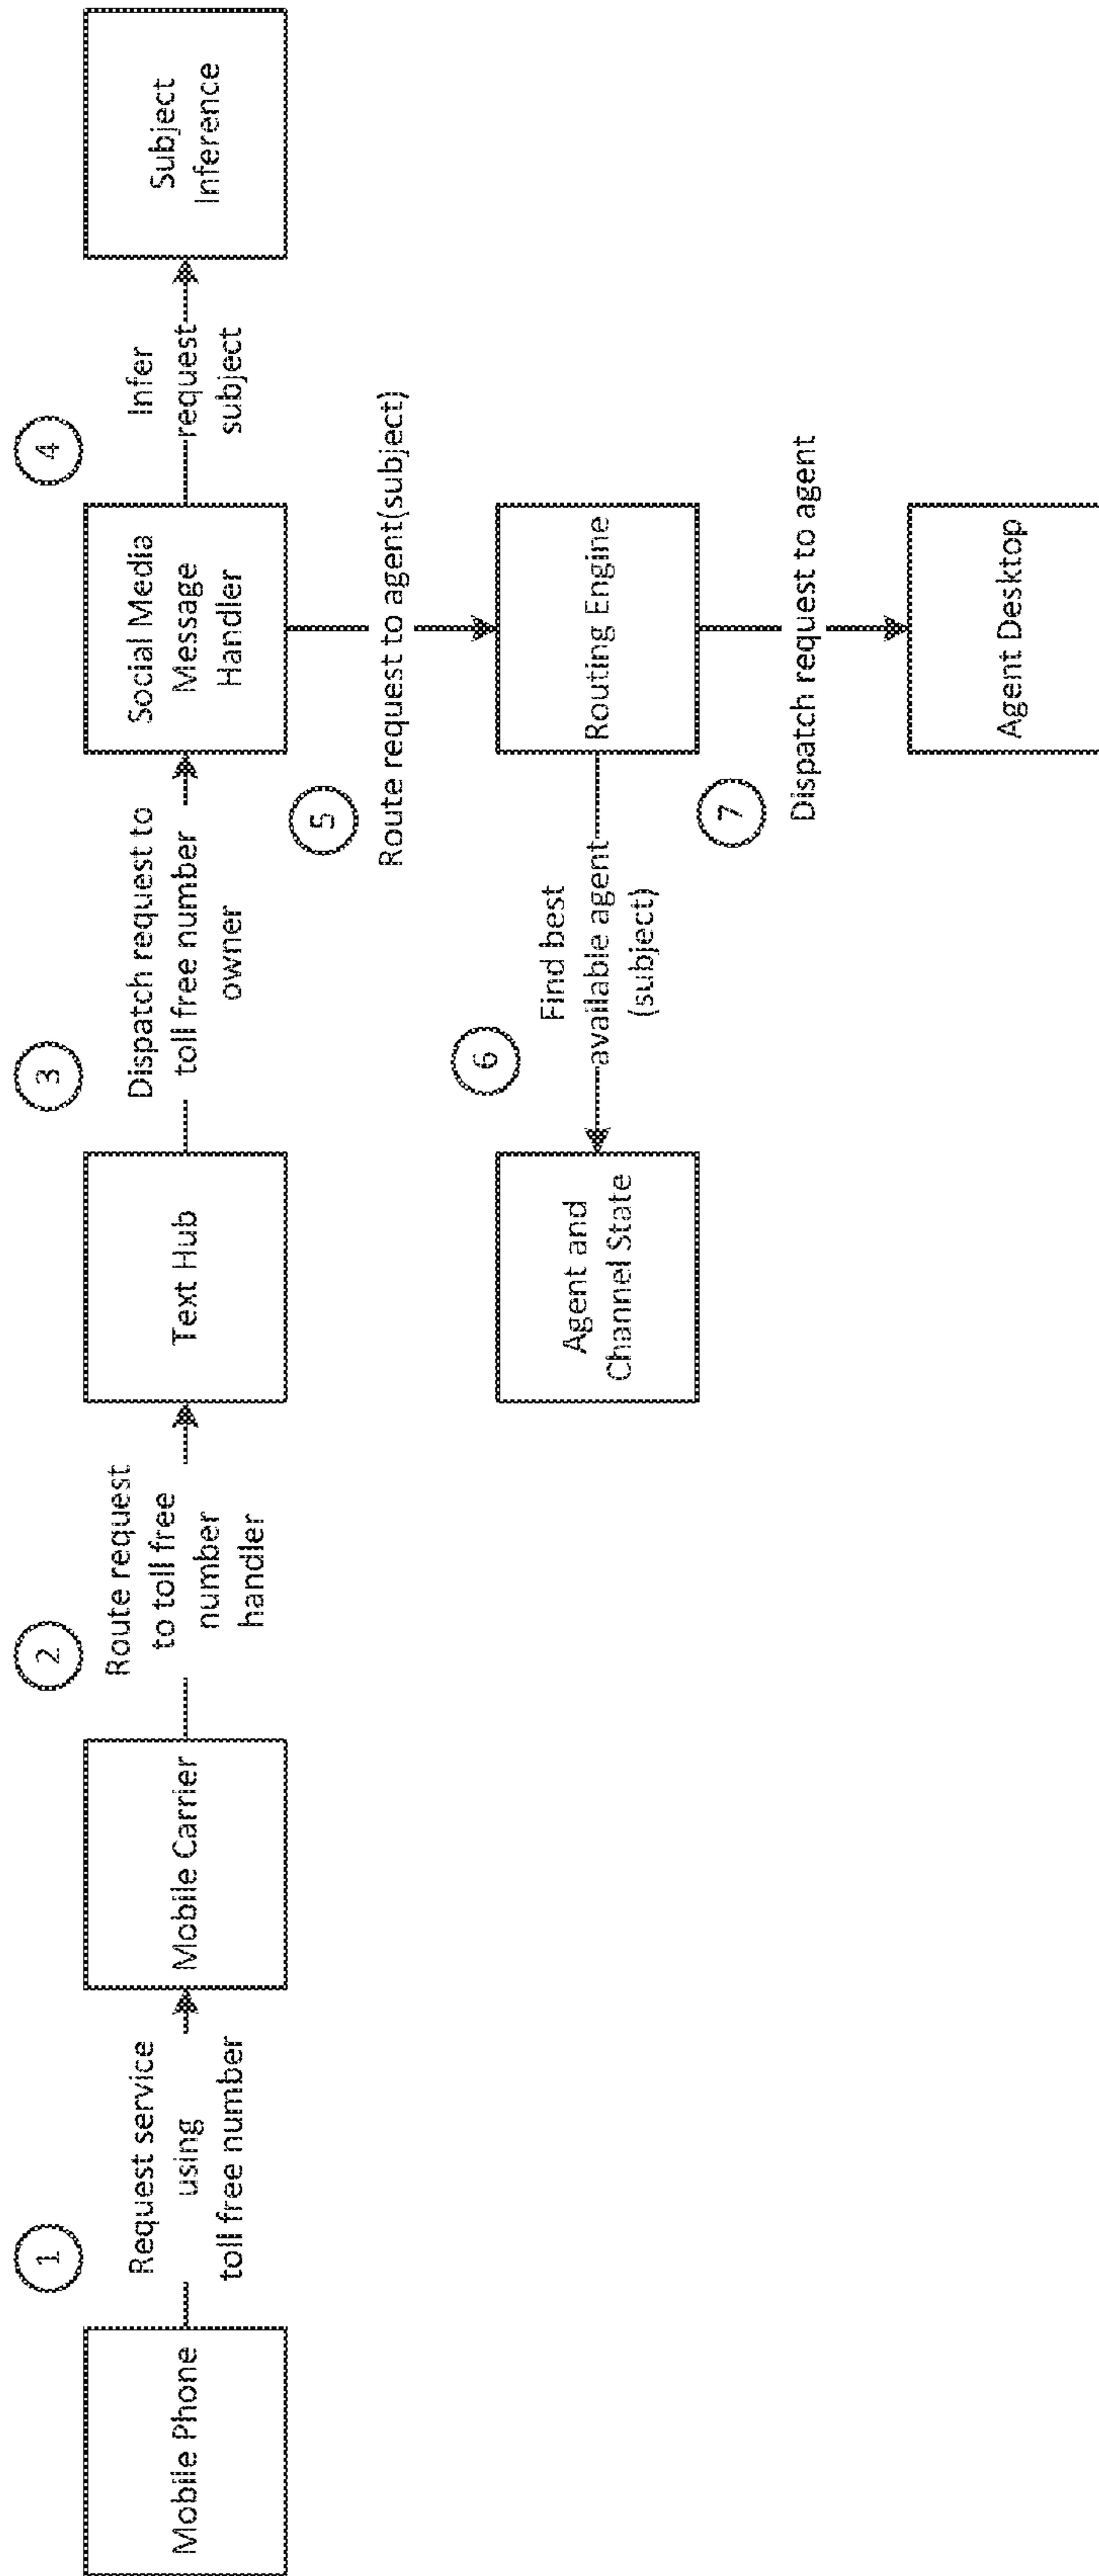 1
2
3
4
Mobile Phone
Request service
using
toll free number
Mobile Carrier
Route request
to toll free
number
handler
Text Hub
Dispatch request to
toll free number
owner
Social Media
Message
Handler
Infer
request
subject
Subject
Inference
5
Route request to agent(subject)
6
Find best
available agent
(subject)
Agent and
Channel State
Routing Engine
7
Dispatch request to agent
Agent Desktop